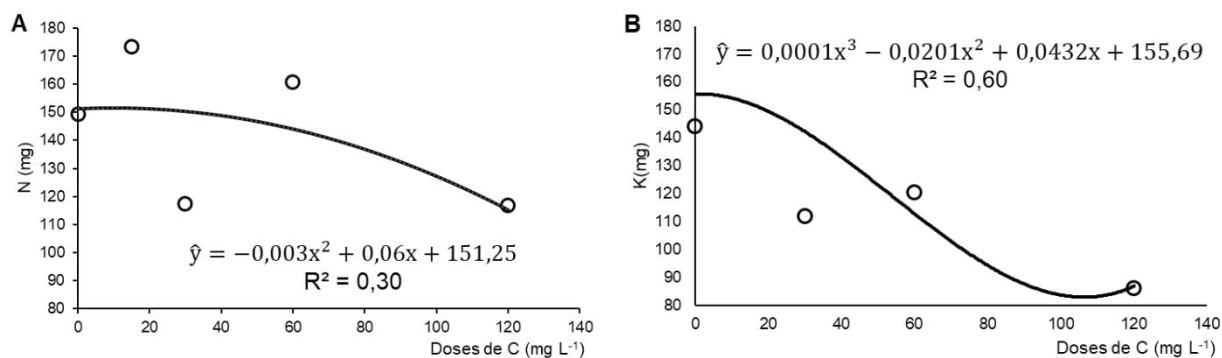 A
N (mg)
180
170
160
150
140
130
120
110
100
90
80
0 20 40 60 80 100 120 140
Doses de C (mg L⁻¹)
ŷ = −0,003x² + 0,06x + 151,25
R² = 0,30
B
K(mg)
180
170
160
150
140
130
120
110
100
90
80
0 20 40 60 80 100 120 140
Doses de C (mg L⁻¹)
ŷ = 0,0001x³ − 0,0201x² + 0,0432x + 155,69
R² = 0,60